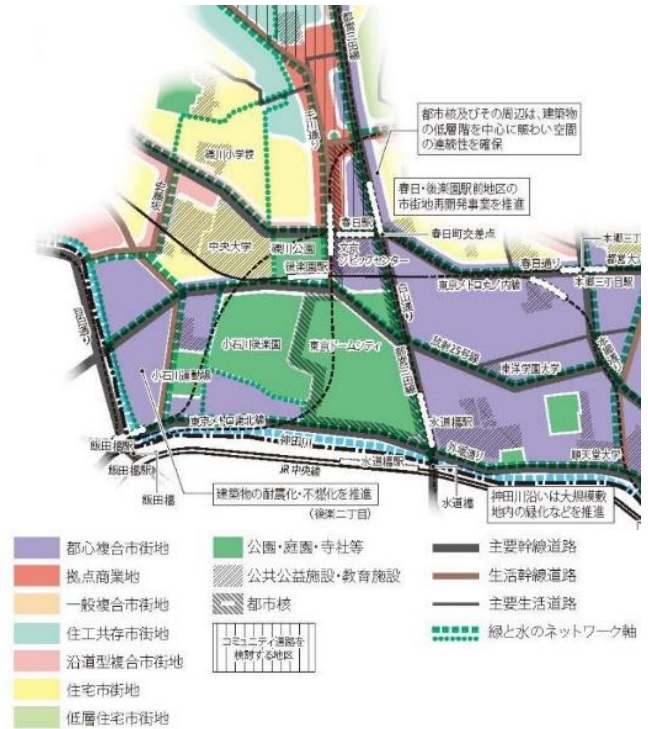 都市核及びその周辺は、建築物
の低層階を中心に賑わい空間
の連続性を確保
礫川小学校
千川通り
春日・後楽園駅前地区の
市街地再開発事業を推進
春日駅
春日町交差点
中央大学
礫川公園
文京
シビックセンター
後楽園駅
春日通り
本郷三丁
都営大
東京メトロ丸ノ内線
本郷三丁目駅
白山通り
小石川後楽園
東京ドームシティ
放射25号線
東洋学園大学
小石川運動場
東京メトロ南北線
水道橋駅
外堀通り
順天堂大学
飯田橋駅
飯田橋駅
飯田橋
神田川
JR中央線
水道橋駅
水道橋
建築物の耐震化・不燃化を推進
(後楽二丁目)
神田川沿いは大規模敷
地内の緑化などを推進
都心複合市街地
拠点商業地
一般複合市街地
住工共存市街地
沿道型複合市街地
住宅市街地
低層住宅市街地
公園・庭園・寺社等
公共公益施設・教育施設
都市核
コミュニティ道路を
検討する地区
主要幹線道路
生活幹線道路
主要生活道路
緑と水のネットワーク軸